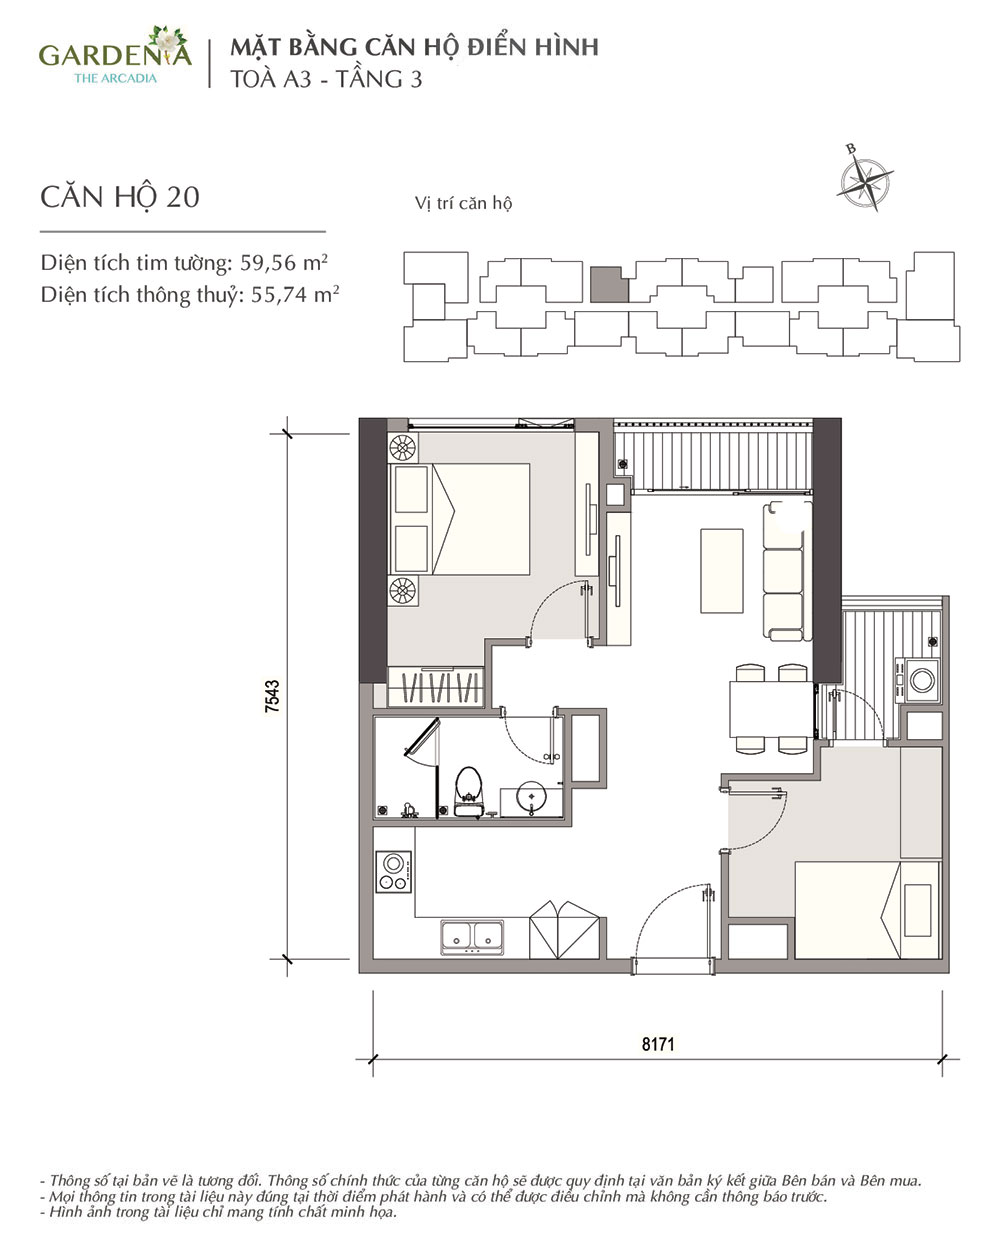 GARDENIA
THE ARCADIA
MẶT BẰNG CĂN HỘ ĐIỂN HÌNH
TOÀ A3 - TẦNG 3
CĂN HỘ 20
Vị trí căn hộ
B
Diện tích tim tường: 59,56 m²
Diện tích thông thuỷ: 55,74 m²
7543
8171
- Thông số tại bản vẽ là tương đối. Thông số chính thức của từng căn hộ sẽ được quy định tại văn bản ký kết giữa Bên bán và Bên mua.
- Mọi thông tin trong tài liệu này đúng tại thời điểm phát hành và có thể được điều chỉnh mà không cần thông báo trước.
- Hình ảnh trong tài liệu chỉ mang tính chất minh họa.